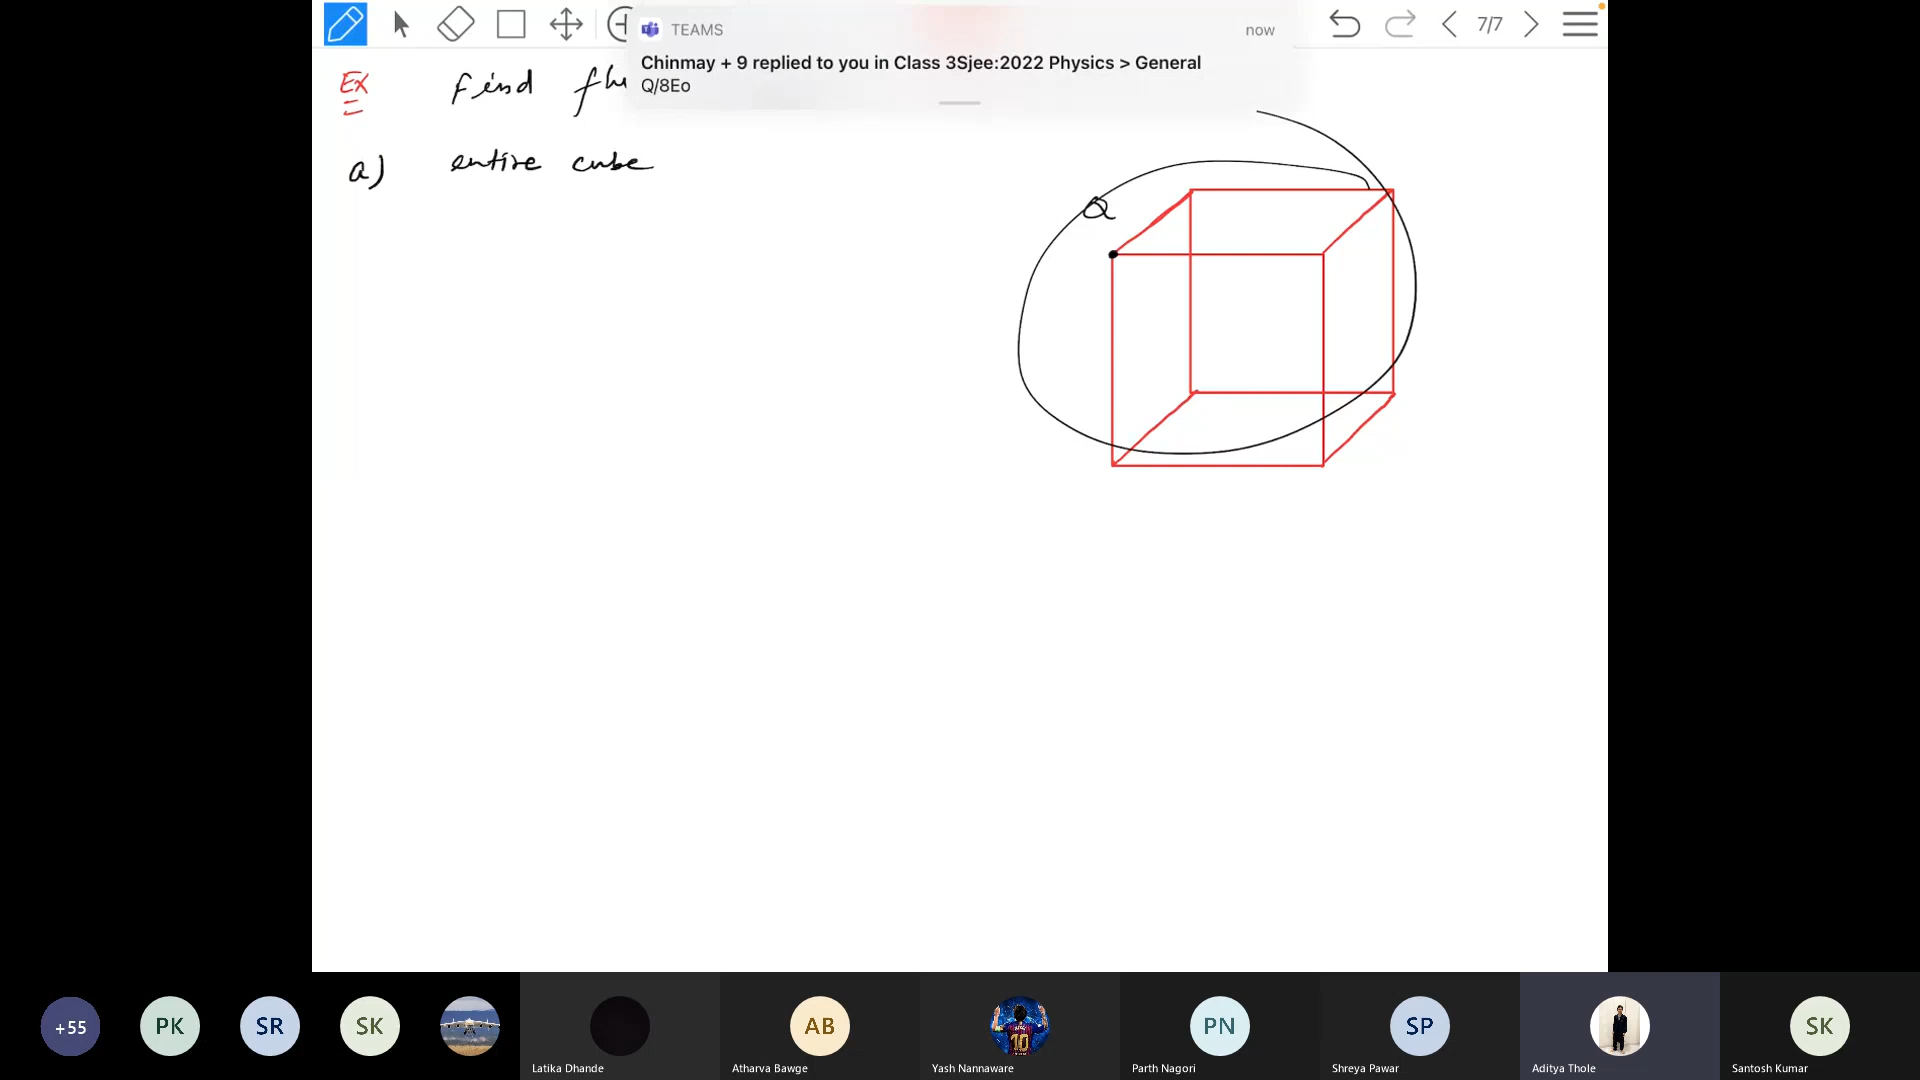 7/7
TEAMS
now
Chinmay + 9 replied to you in Class 3Sjee:2022 Physics > General
Q/8Eo
Ex
Find
a) entire cube
Q
+55
PK
SR
SK
AB
10
PN
SP
SK
Latika Dhande
Atharva Bawge
Yash Nannaware
Parth Nagori
Shreya Pawar
Aditya Thole
Santosh Kumar